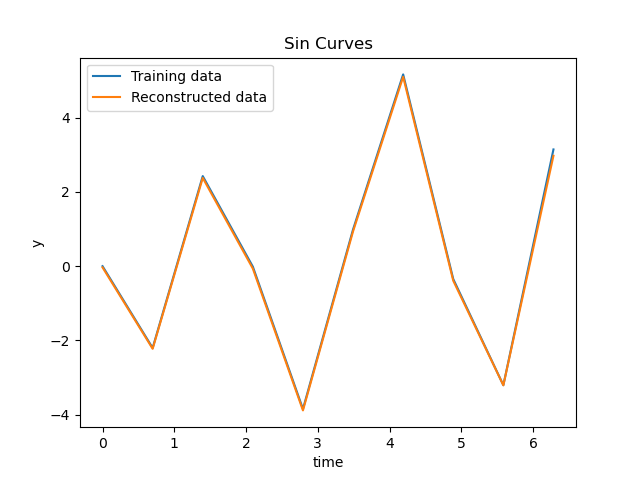 Sin Curves
Training data
Reconstructed data
4
2
0
−2
−4
y
0 1 2 3 4 5 6
time